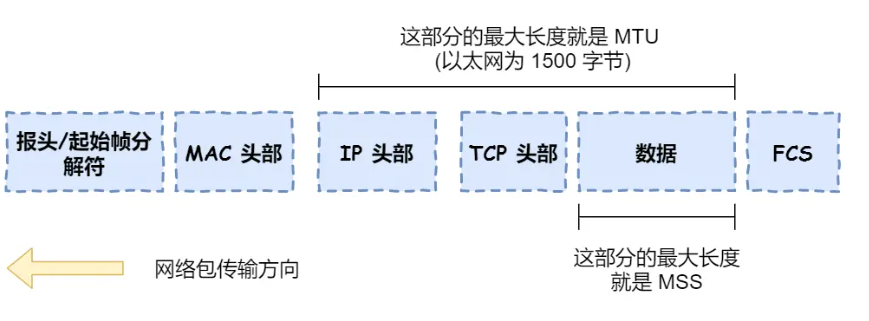 这部分的最大长度就是 MTU
(以太网为 1500 字节)
报头/起始帧分
解符
MAC 头部
IP 头部
TCP 头部
数据
FCS
网络包传输方向
这部分的最大长度
就是 MSS